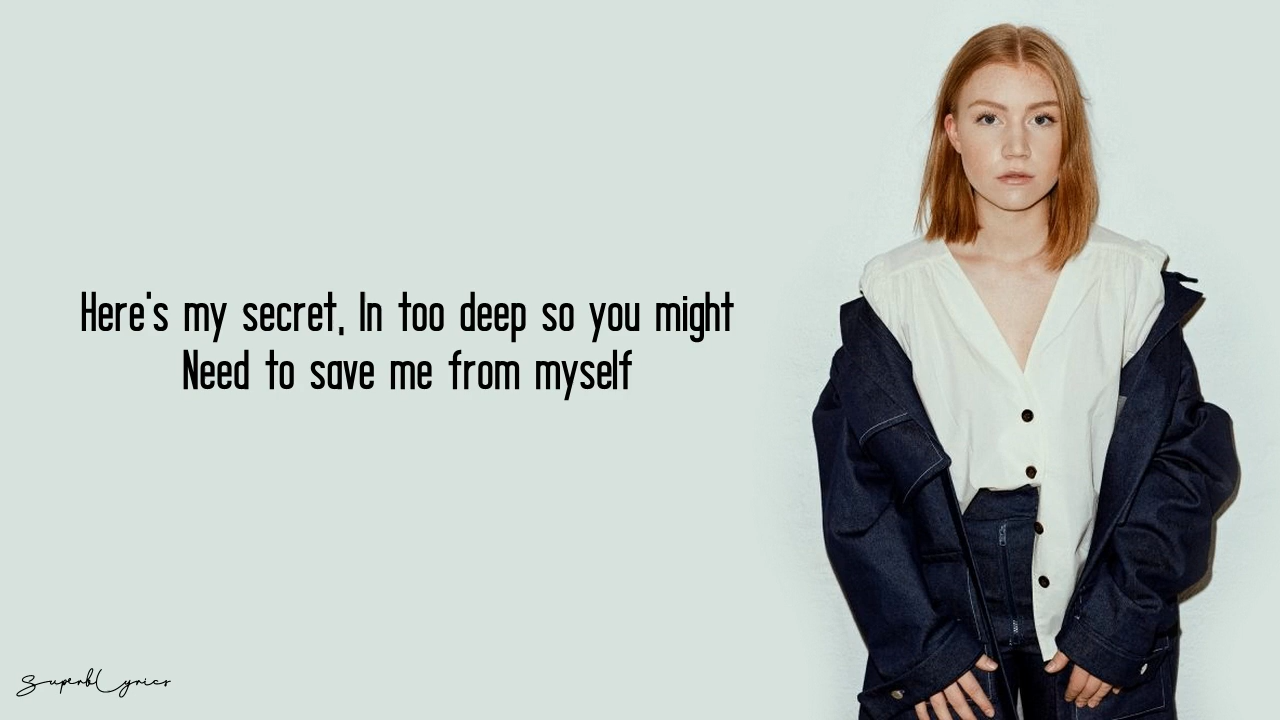 Here's my secret, In too deep so you might
Need to save me from myself
SuperbLyrics